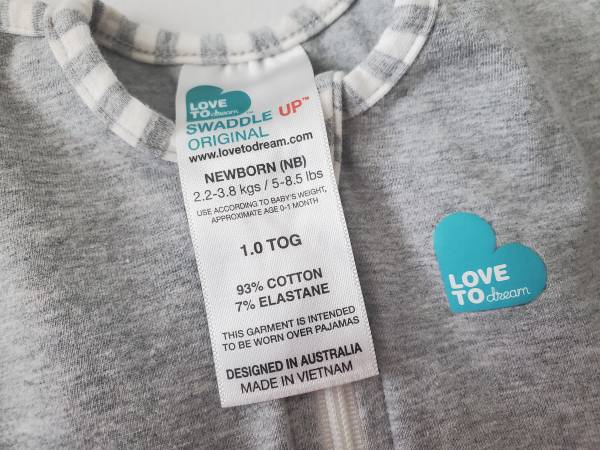 LOVE
TO dream™
SWADDLE UP™
ORIGINAL
www.lovetodream.com
NEWBORN (NB)
2.2-3.8 kgs / 5-8.5 lbs
USE ACCORDING TO BABY'S WEIGHT,
APPROXIMATE AGE 0-1 MONTH
1.0 TOG
93% COTTON
7% ELASTANE
THIS GARMENT IS INTENDED
TO BE WORN OVER PAJAMAS
DESIGNED IN AUSTRALIA
MADE IN VIETNAM
LOVE
TO dream